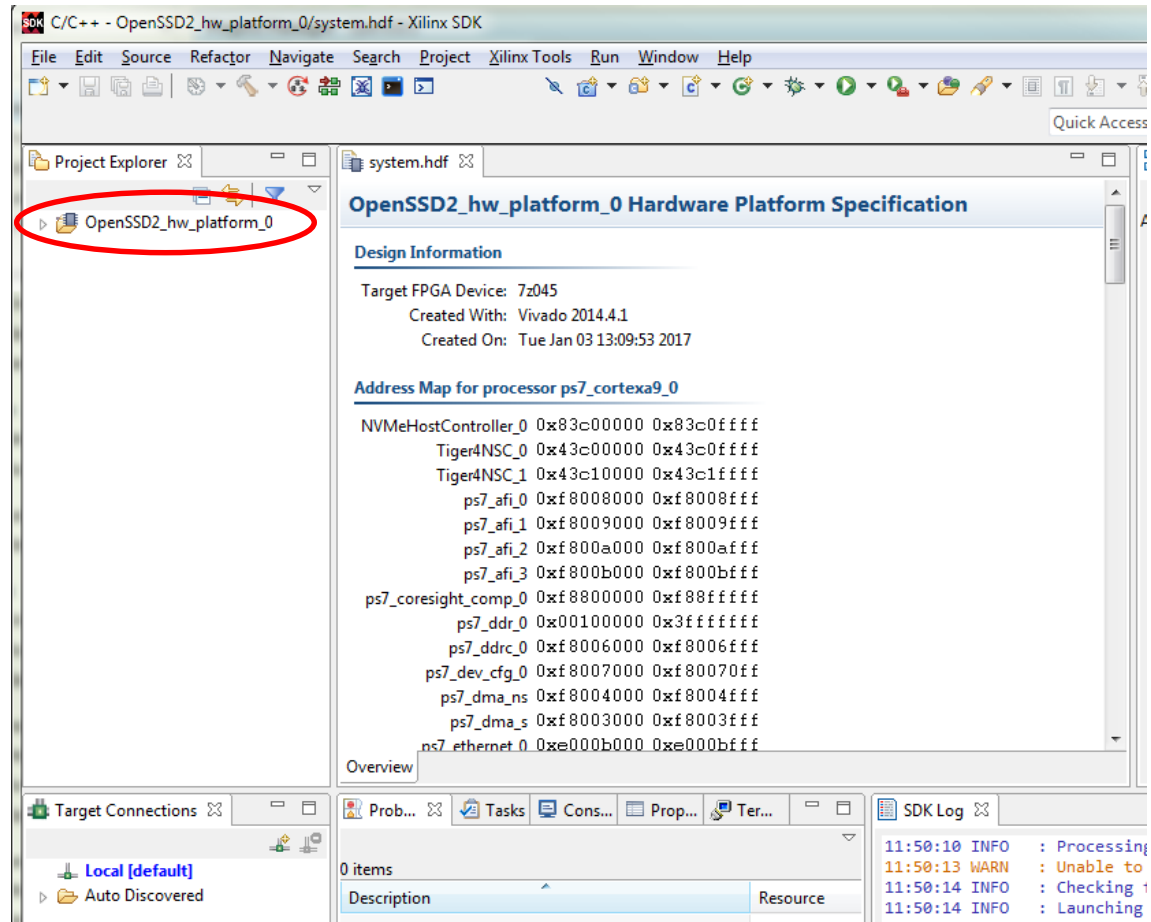 C/C++ - OpenSSD2_hw_platform_0/system.hdf - Xilinx SDK
File Edit Source Refactor Navigate Search Project Xilinx Tools Run Window Help
Quick Access
Project Explorer
system.hdf
OpenSSD2_hw_platform_0
OpenSSD2_hw_platform_0 Hardware Platform Specification
Design Information
Target FPGA Device: 7z045
Created With: Vivado 2014.4.1
Created On: Tue Jan 03 13:09:53 2017
Address Map for processor ps7_cortexa9_0
NVMeHostController_0 0x83c00000 0x83c0ffff
Tiger4NSC_0 0x43c00000 0x43c0ffff
Tiger4NSC_1 0x43c10000 0x43c1ffff
ps7_afi_0 0xf8008000 0xf8008fff
ps7_afi_1 0xf8009000 0xf8009fff
ps7_afi_2 0xf800a000 0xf800afff
ps7_afi_3 0xf800b000 0xf800bfff
ps7_coresight_comp_0 0xf8800000 0xf88fffff
ps7_ddr_0 0x00100000 0x3fffffff
ps7_ddrc_0 0xf8006000 0xf8006fff
ps7_dev_cfg_0 0xf8007000 0xf80070ff
ps7_dma_ns 0xf8004000 0xf8004fff
ps7_dma_s 0xf8003000 0xf8003fff
ps7_ethernet_0 0xe000b000 0xe000bfff
Overview
Target Connections
Local [default]
Auto Discovered
Prob... Tasks Cons... Prop... Ter...
0 items
Description Resource
SDK Log
11:50:10 INFO : Processing
11:50:13 WARN : Unable to
11:50:14 INFO : Checking
11:50:14 INFO : Launching